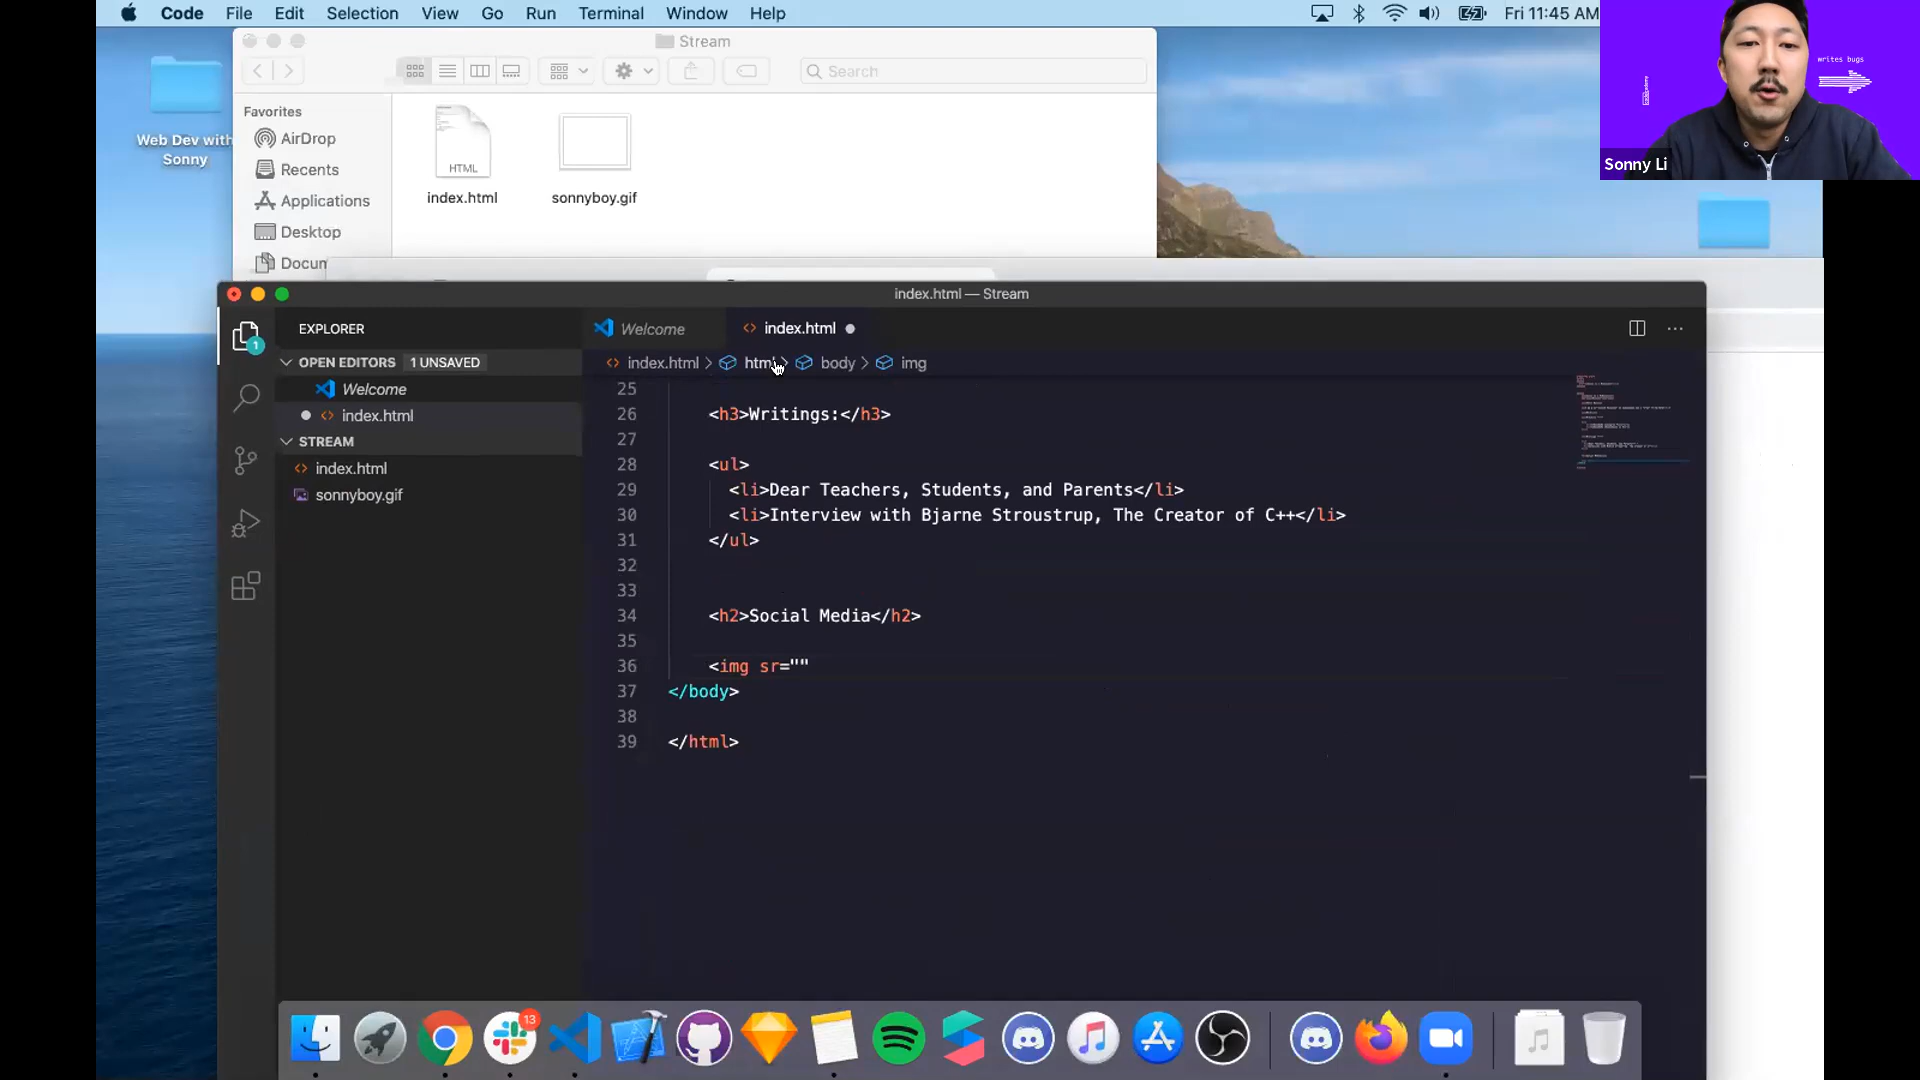 Code File Edit Selection View Go Run Terminal Window Help Fri 11:45 AM
Stream
Search
Favorites
AirDrop
Recents
Applications
Desktop
Docum
HTML
index.html
sonnyboy.gif
Web Dev with
Sonny
writes bugs
Sonny Li
index.html — Stream
EXPLORER
OPEN EDITORS 1 UNSAVED
Welcome
index.html
STREAM
index.html
sonnyboy.gif
1
Welcome
index.html
index.html > html > body > img
25
26 <h3>Writings:</h3>
27
28 <ul>
29 <li>Dear Teachers, Students, and Parents</li>
30 <li>Interview with Bjarne Stroustrup, The Creator of C++</li>
31 </ul>
32
33
34 <h2>Social Media</h2>
35
36 <img sr=""
37 </body>
38
39 </html>
13